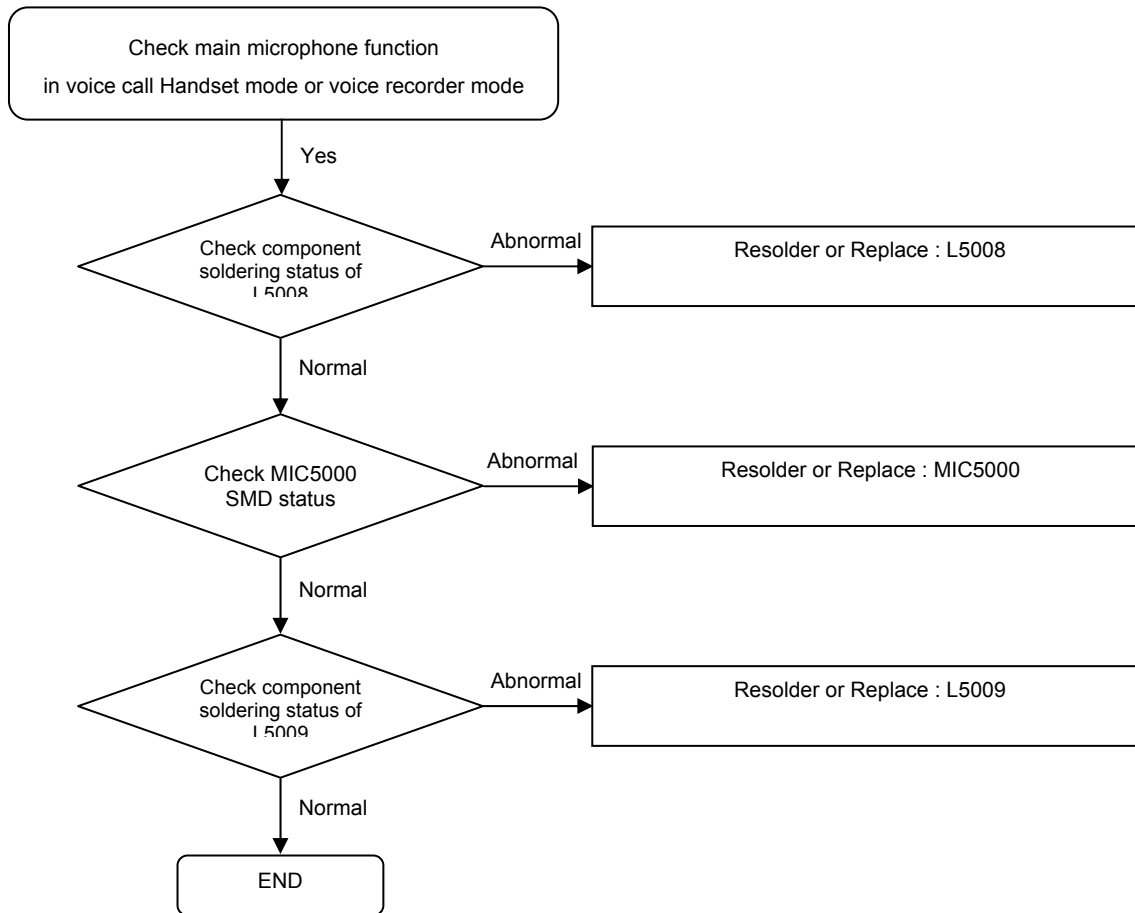 Check main microphone function
in voice call Handset mode or voice recorder mode
Yes
Check component
soldering status of
L5008
Abnormal
Resolder or Replace : L5008
Normal
Check MIC5000
SMD status
Abnormal
Resolder or Replace : MIC5000
Normal
Check component
soldering status of
L5009
Abnormal
Resolder or Replace : L5009
Normal
END